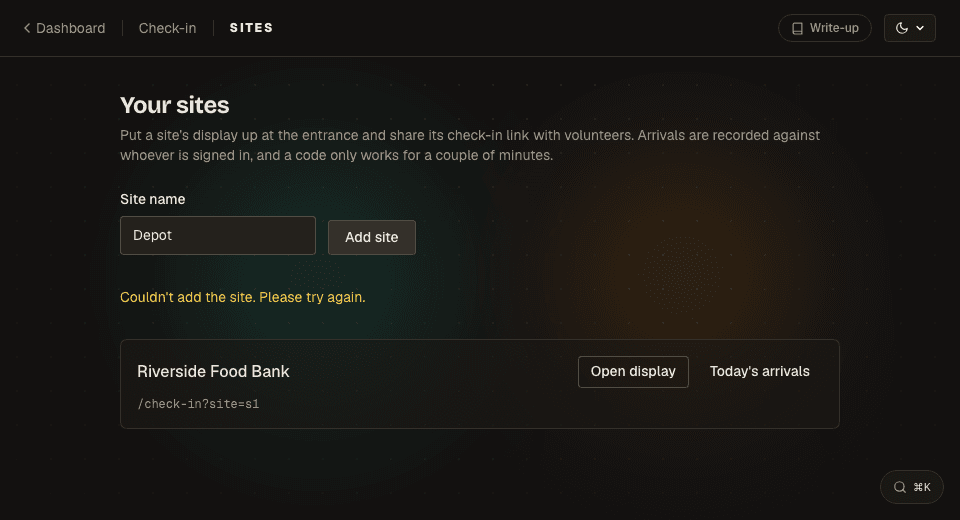 Dashboard
Check-in
SITES
Write-up
Your sites
Put a site's display up at the entrance and share its check-in link with volunteers. Arrivals are recorded against
whoever is signed in, and a code only works for a couple of minutes.
Site name
Depot
Add site
Couldn't add the site. Please try again.
Riverside Food Bank
Open display
Today's arrivals
/check-in?site=s1
⌘K